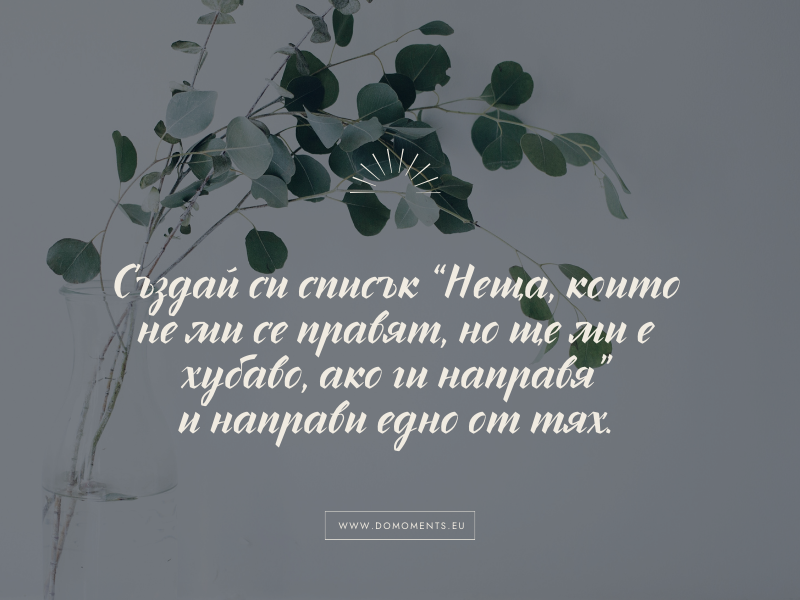 Създай си списък “Неща, които
не ми се правят, но ще ми е
хубаво, ако ги направя”
и направи едно от тях.
WWW.DOMOMENTS.EU